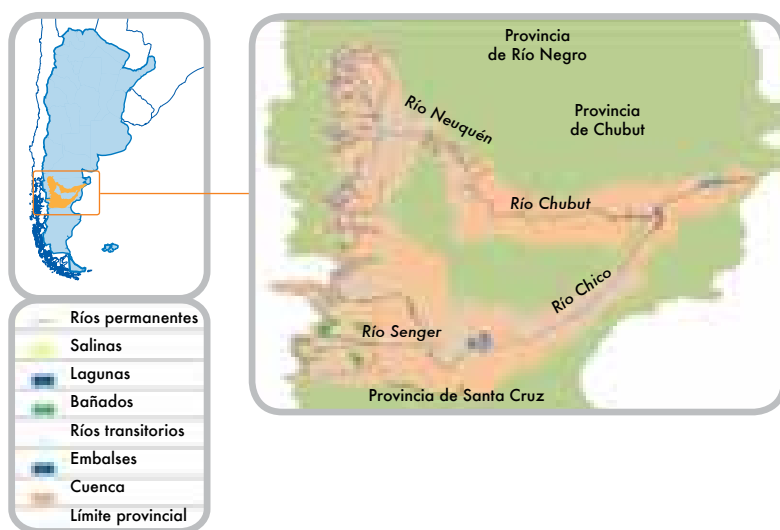 Provincia
de Río Negro
Provincia
de Chubut
Río Neuquén
Río Chubut
Río Chico
Río Senger
Provincia de Santa Cruz
Ríos permanentes
Salinas
Lagunas
Bañados
Ríos transitorios
Embalses
Cuenca
Límite provincial